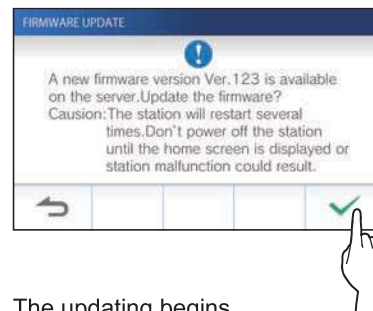 FIRMWARE UPDATE
A new firmware version Ver.123 is available
on the server.Update the firmware?
Causion:The station will restart several
times.Don't power off the station
until the home screen is displayed or
station malfunction could result.
The updating begins